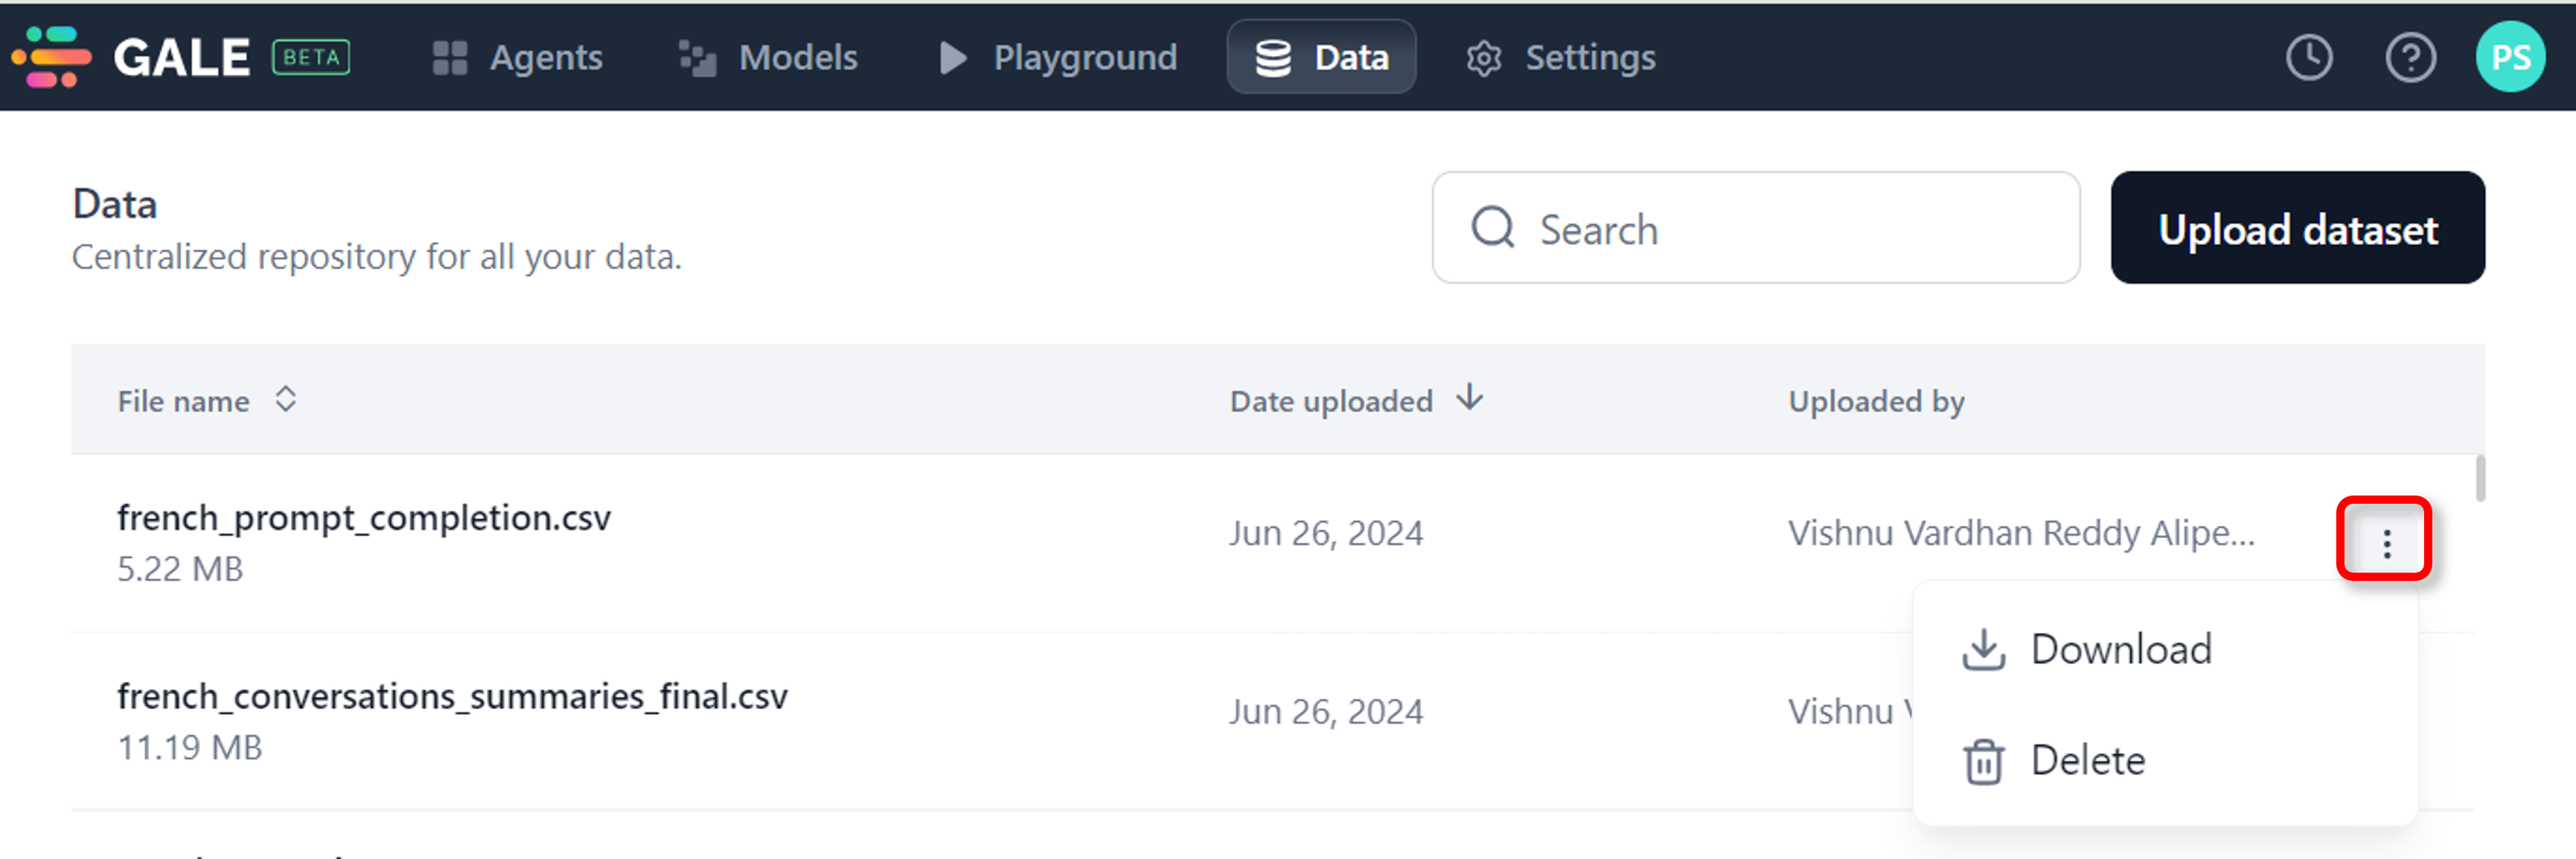 GALE BETA Agents Models Playground Data Settings PS
Data
Centralized repository for all your data.
Search
Upload dataset
File name Date uploaded Uploaded by
french_prompt_completion.csv
5.22 MB
Jun 26, 2024
Vishnu Vardhan Reddy Alipe...
Download
Delete
french_conversations_summaries_final.csv
11.19 MB
Jun 26, 2024
Vishnu